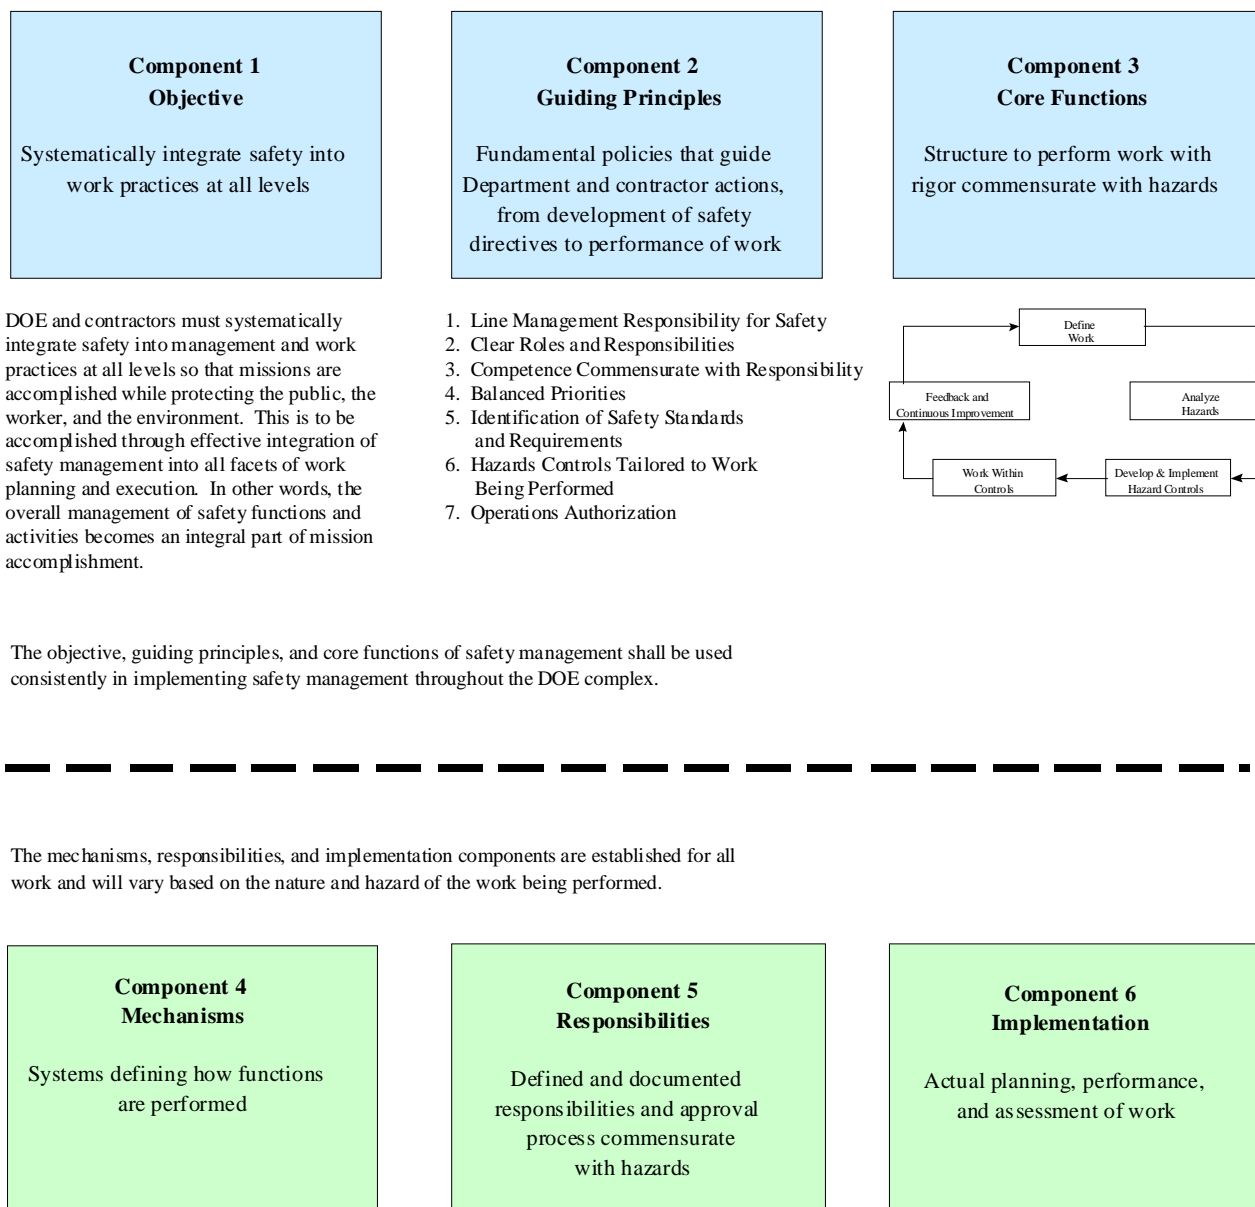 Component 1
Objective
Systematically integrate safety into
work practices at all levels
Component 2
Guiding Principles
Fundamental policies that guide
Department and contractor actions,
from development of safety
directives to performance of work
Component 3
Core Functions
Structure to perform work with
rigor commensurate with hazards
DOE and contractors must systematically
integrate safety into management and work
practices at all levels so that missions are
accomplished while protecting the public, the
worker, and the environment. This is to be
accomplished through effective integration of
safety management into all facets of work
planning and execution. In other words, the
overall management of safety functions and
activities becomes an integral part of mission
accomplishment.
1. Line Management Responsibility for Safety
2. Clear Roles and Responsibilities
3. Competence Commensurate with Responsibility
4. Balanced Priorities
5. Identification of Safety Standards
and Requirements
6. Hazards Controls Tailored to Work
Being Performed
7. Operations Authorization
Define
Work
Feedback and
Continuous Improvement
Analyze
Hazards
Work Within
Controls
Develop & Implement
Hazard Controls
The objective, guiding principles, and core functions of safety management shall be used
consistently in implementing safety management throughout the DOE complex.
The mechanisms, responsibilities, and implementation components are established for all
work and will vary based on the nature and hazard of the work being performed.
Component 4
Mechanisms
Systems defining how functions
are performed
Component 5
Responsibilities
Defined and documented
responsibilities and approval
process commensurate
with hazards
Component 6
Implementation
Actual planning, performance,
and assessment of work